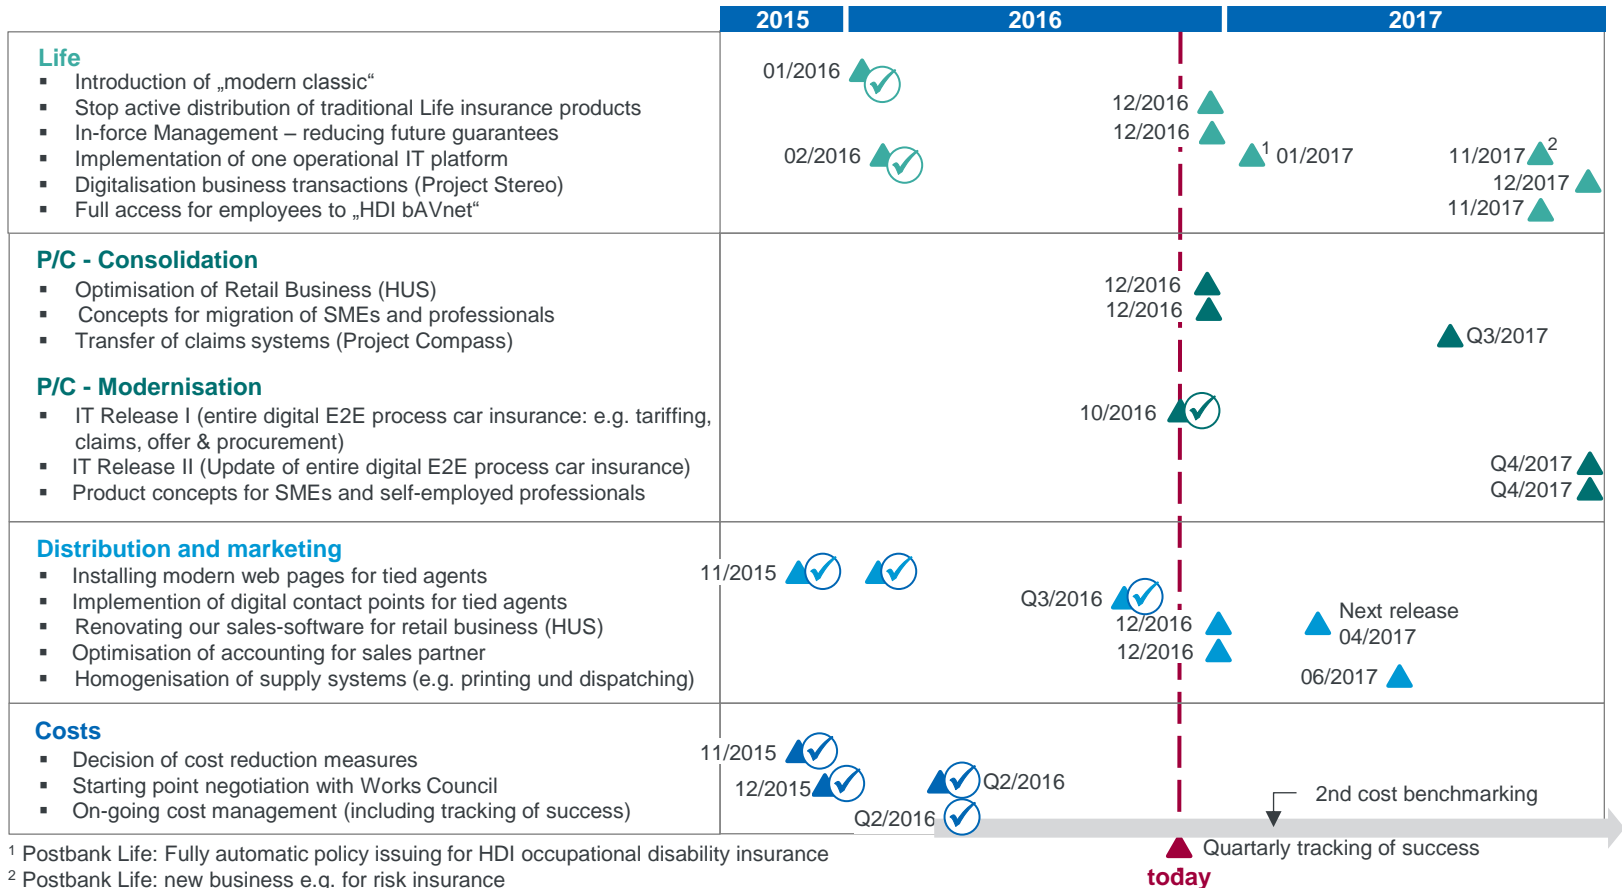 2015 2016 2017
Life
▪ Introduction of „modern classic“ 01/2016
▪ Stop active distribution of traditional Life insurance products 12/2016
▪ In-force Management – reducing future guarantees 12/2016
▪ Implementation of one operational IT platform 02/2016 1 01/2017 11/2017 2
▪ Digitalisation business transactions (Project Stereo) 12/2017
▪ Full access for employees to „HDI bAVnet“ 11/2017
P/C - Consolidation
▪ Optimisation of Retail Business (HUS) 12/2016
▪ Concepts for migration of SMEs and professionals 12/2016
▪ Transfer of claims systems (Project Compass) Q3/2017
P/C - Modernisation
▪ IT Release I (entire digital E2E process car insurance: e.g. tariffing, 10/2016
claims, offer & procurement)
▪ IT Release II (Update of entire digital E2E process car insurance) Q4/2017
▪ Product concepts for SMEs and self-employed professionals Q4/2017
Distribution and marketing
▪ Installing modern web pages for tied agents 11/2015
▪ Implemention of digital contact points for tied agents Q3/2016
▪ Renovating our sales-software for retail business (HUS) 12/2016 Next release
04/2017
▪ Optimisation of accounting for sales partner 12/2016
▪ Homogenisation of supply systems (e.g. printing und dispatching) 06/2017
Costs
▪ Decision of cost reduction measures 11/2015
▪ Starting point negotiation with Works Council 12/2015 Q2/2016
▪ On-going cost management (including tracking of success) Q2/2016 2nd cost benchmarking
1 Postbank Life: Fully automatic policy issuing for HDI occupational disability insurance Quartarly tracking of success
2 Postbank Life: new business e.g. for risk insurance today